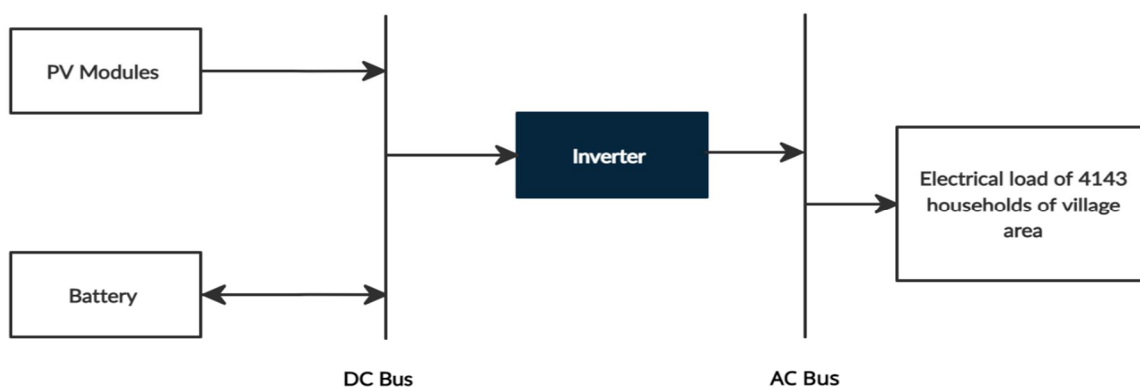 PV Modules
Inverter
Electrical load of 4143
households of village
area
Battery
DC Bus
AC Bus